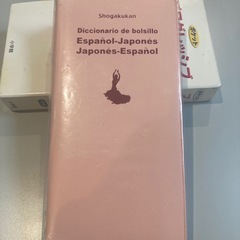 Shogakukan
Diccionario de bolsillo
Español-Japonés
Japonés-Español